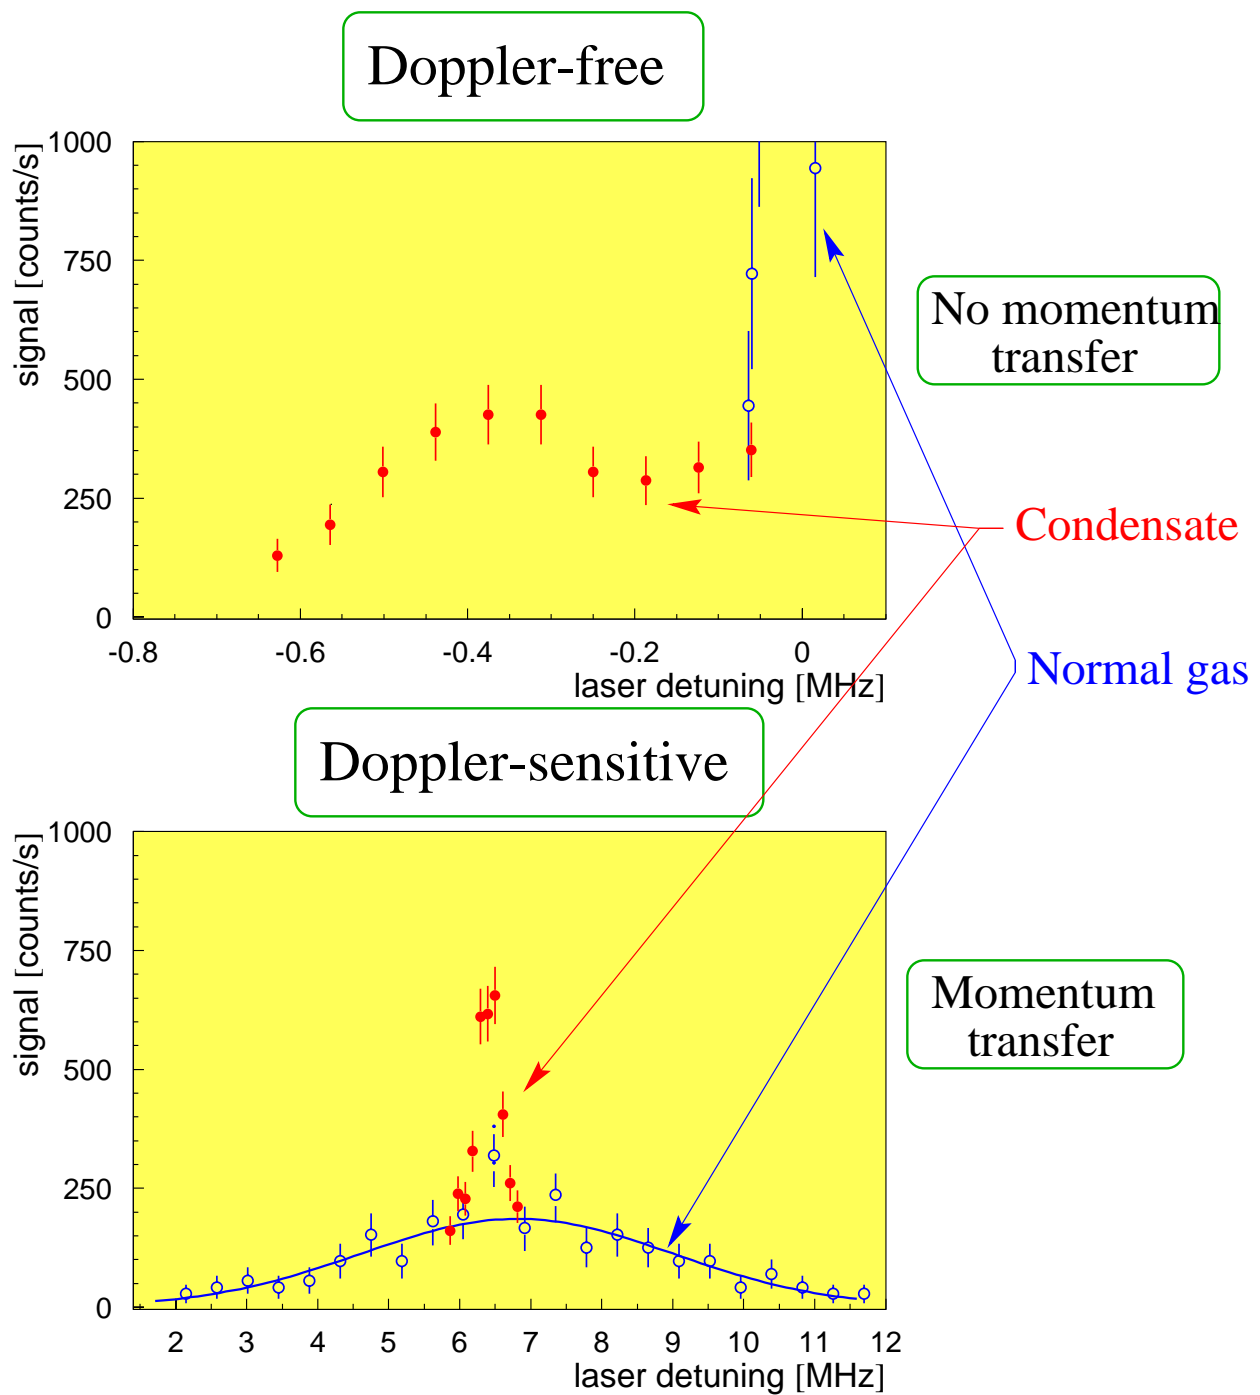 Doppler-free
signal [counts/s]
1000
750
500
250
0
-0.8 -0.6 -0.4 -0.2 0
laser detuning [MHz]
No momentum
transfer
Condensate
Normal gas
Doppler-sensitive
signal [counts/s]
1000
750
500
250
0
2 3 4 5 6 7 8 9 10 11 12
laser detuning [MHz]
Momentum
transfer